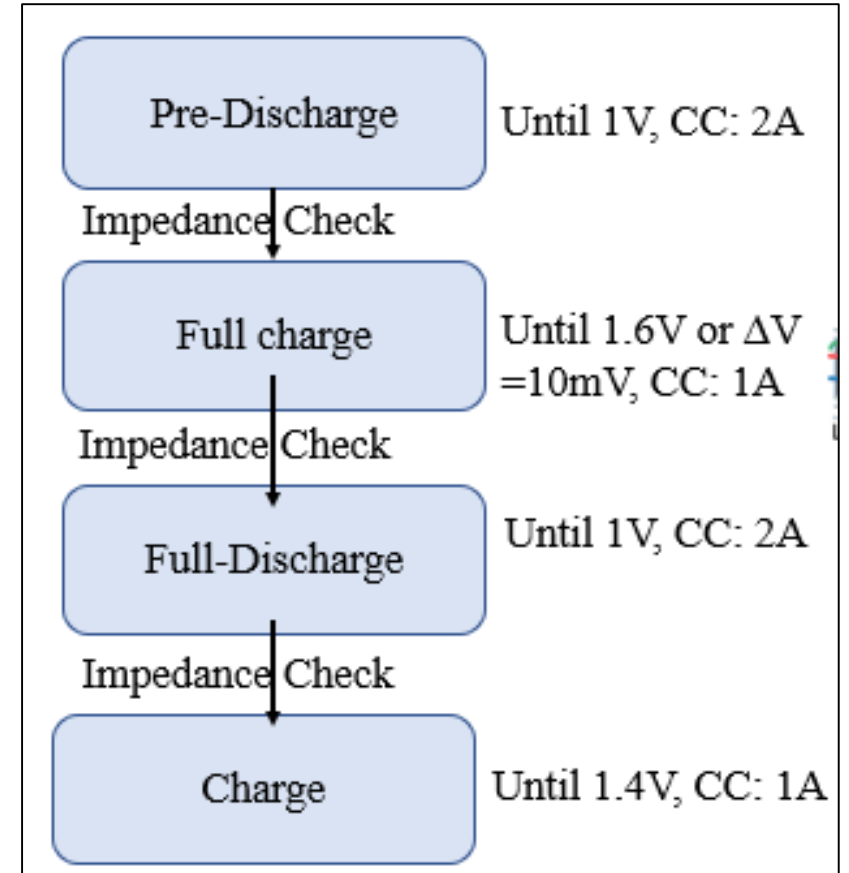 Pre-Discharge
Until 1V, CC: 2A
Impedance Check
Full charge
Until 1.6V or ΔV
=10mV, CC: 1A
Impedance Check
Full-Discharge
Until 1V, CC: 2A
Impedance Check
Charge
Until 1.4V, CC: 1A